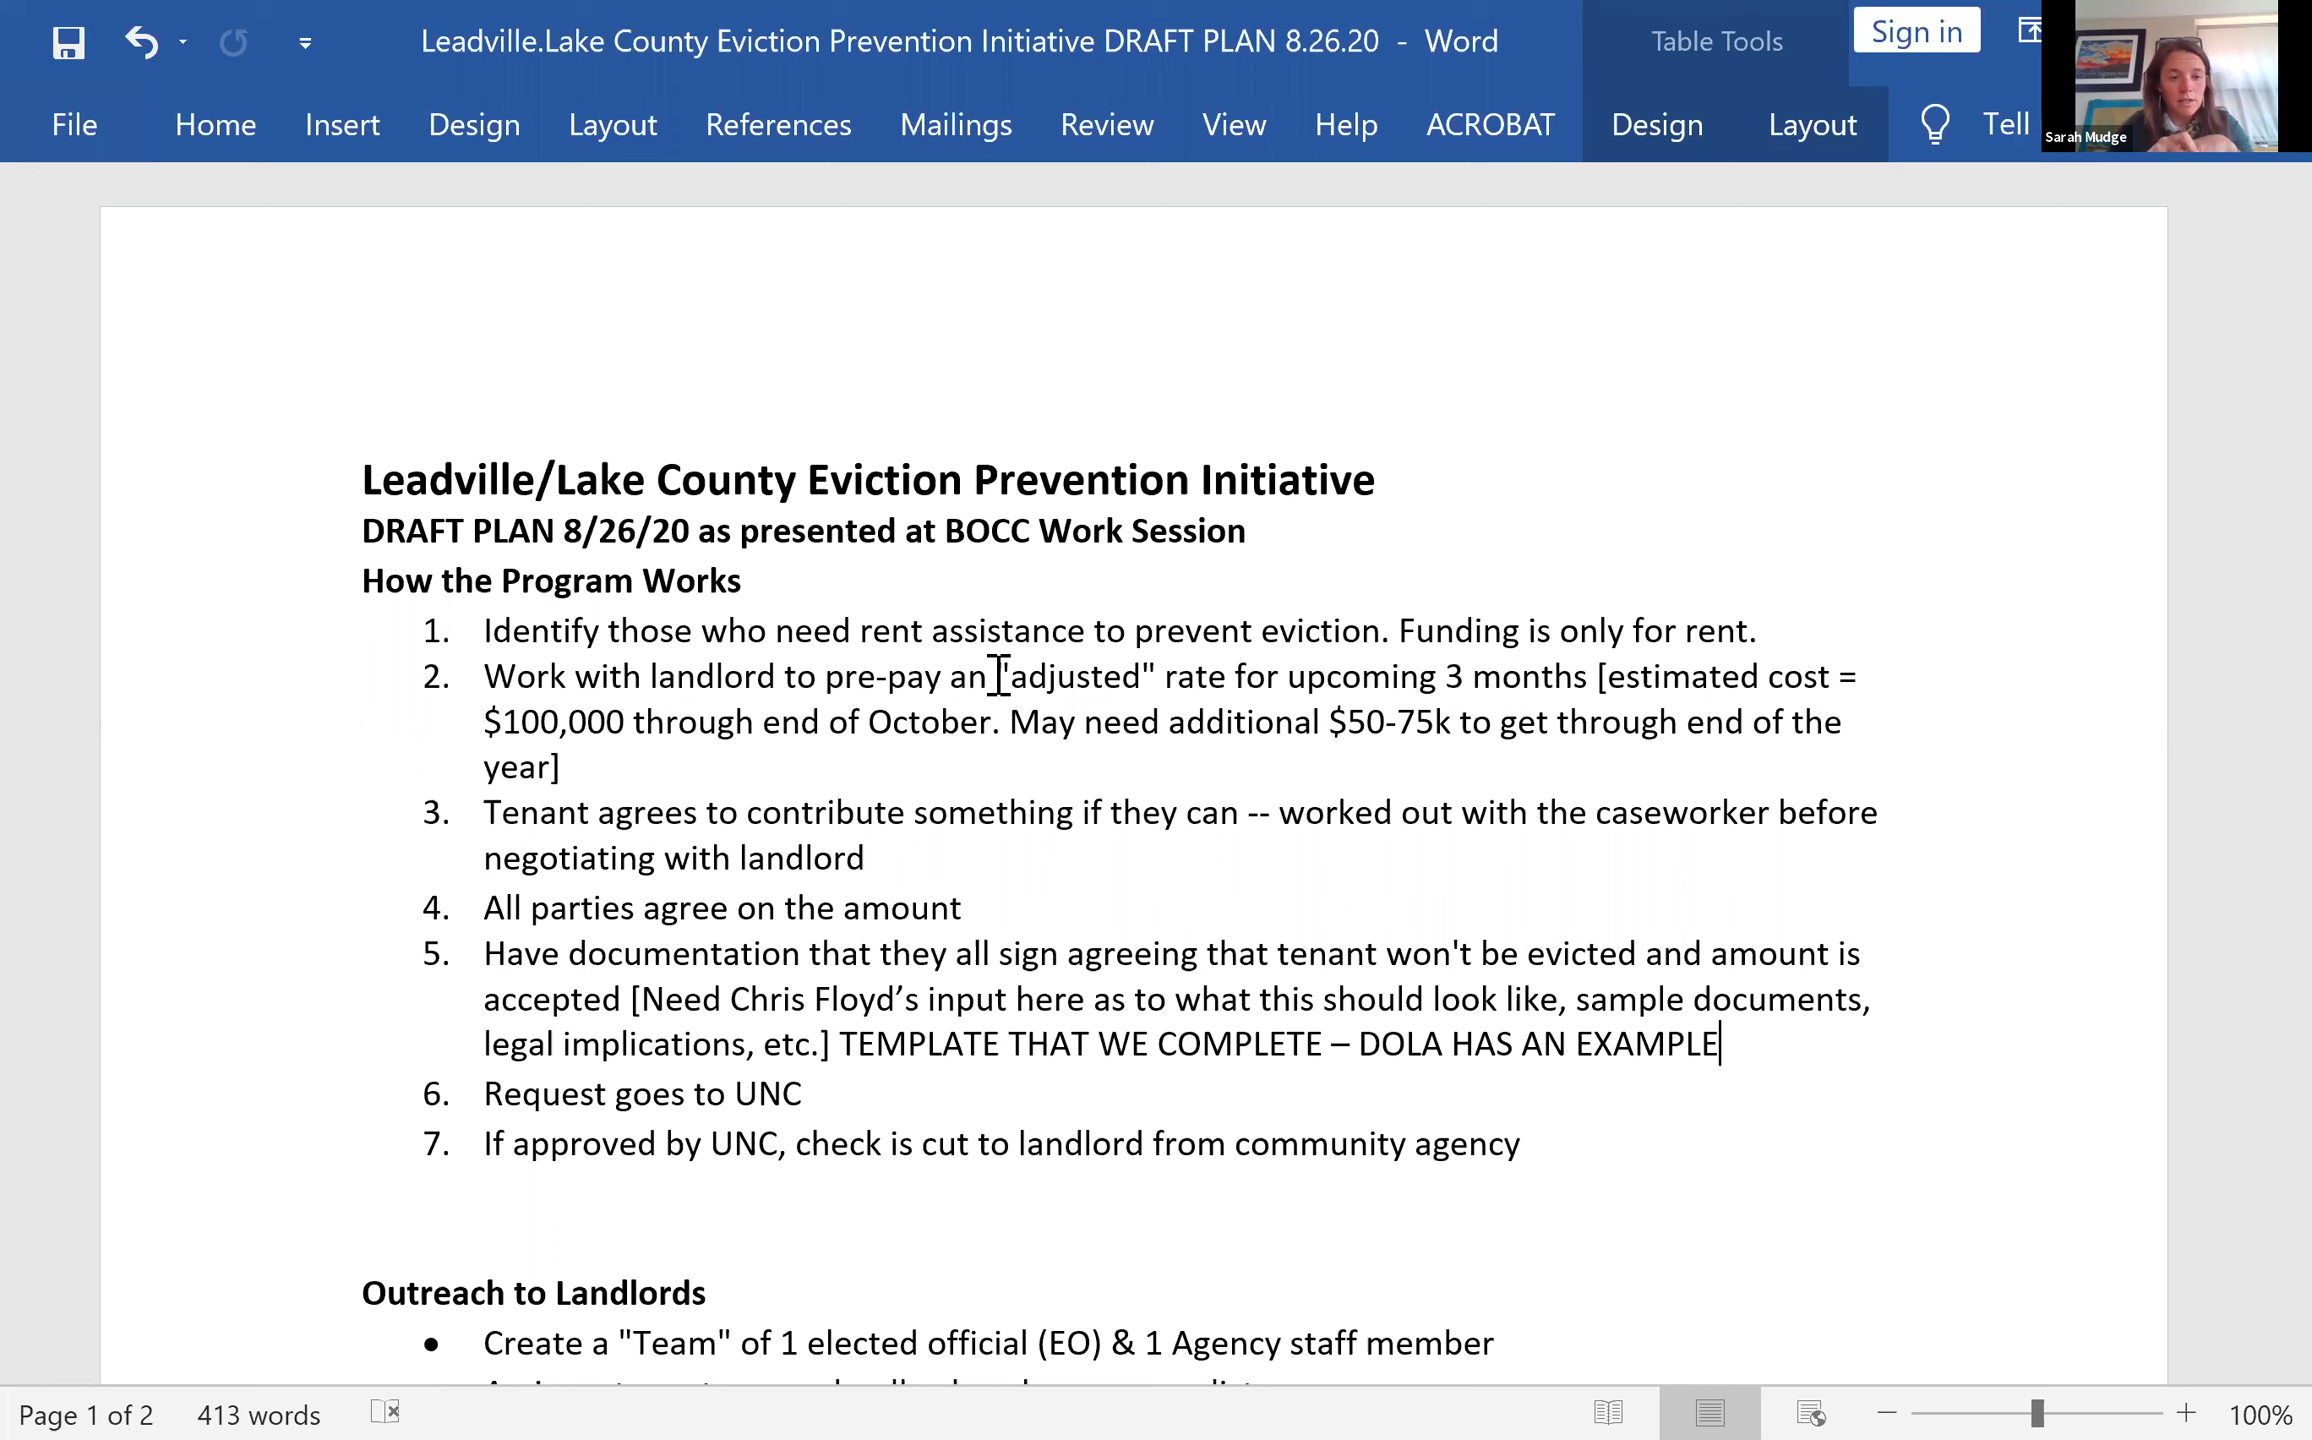 Leadville.Lake County Eviction Prevention Initiative DRAFT PLAN 8.26.20 - Word
Table Tools
Sign in
File Home Insert Design Layout References Mailings Review View Help ACROBAT Design Layout Tell
Sarah Mudge
Leadville/Lake County Eviction Prevention Initiative
DRAFT PLAN 8/26/20 as presented at BOCC Work Session
How the Program Works
1. Identify those who need rent assistance to prevent eviction. Funding is only for rent.
2. Work with landlord to pre-pay an "adjusted" rate for upcoming 3 months [estimated cost =
$100,000 through end of October. May need additional $50-75k to get through end of the
year]
3. Tenant agrees to contribute something if they can -- worked out with the caseworker before
negotiating with landlord
4. All parties agree on the amount
5. Have documentation that they all sign agreeing that tenant won't be evicted and amount is
accepted [Need Chris Floyd’s input here as to what this should look like, sample documents,
legal implications, etc.] TEMPLATE THAT WE COMPLETE – DOLA HAS AN EXAMPLE
6. Request goes to UNC
7. If approved by UNC, check is cut to landlord from community agency
Outreach to Landlords
• Create a "Team" of 1 elected official (EO) & 1 Agency staff member
Page 1 of 2 413 words 100%